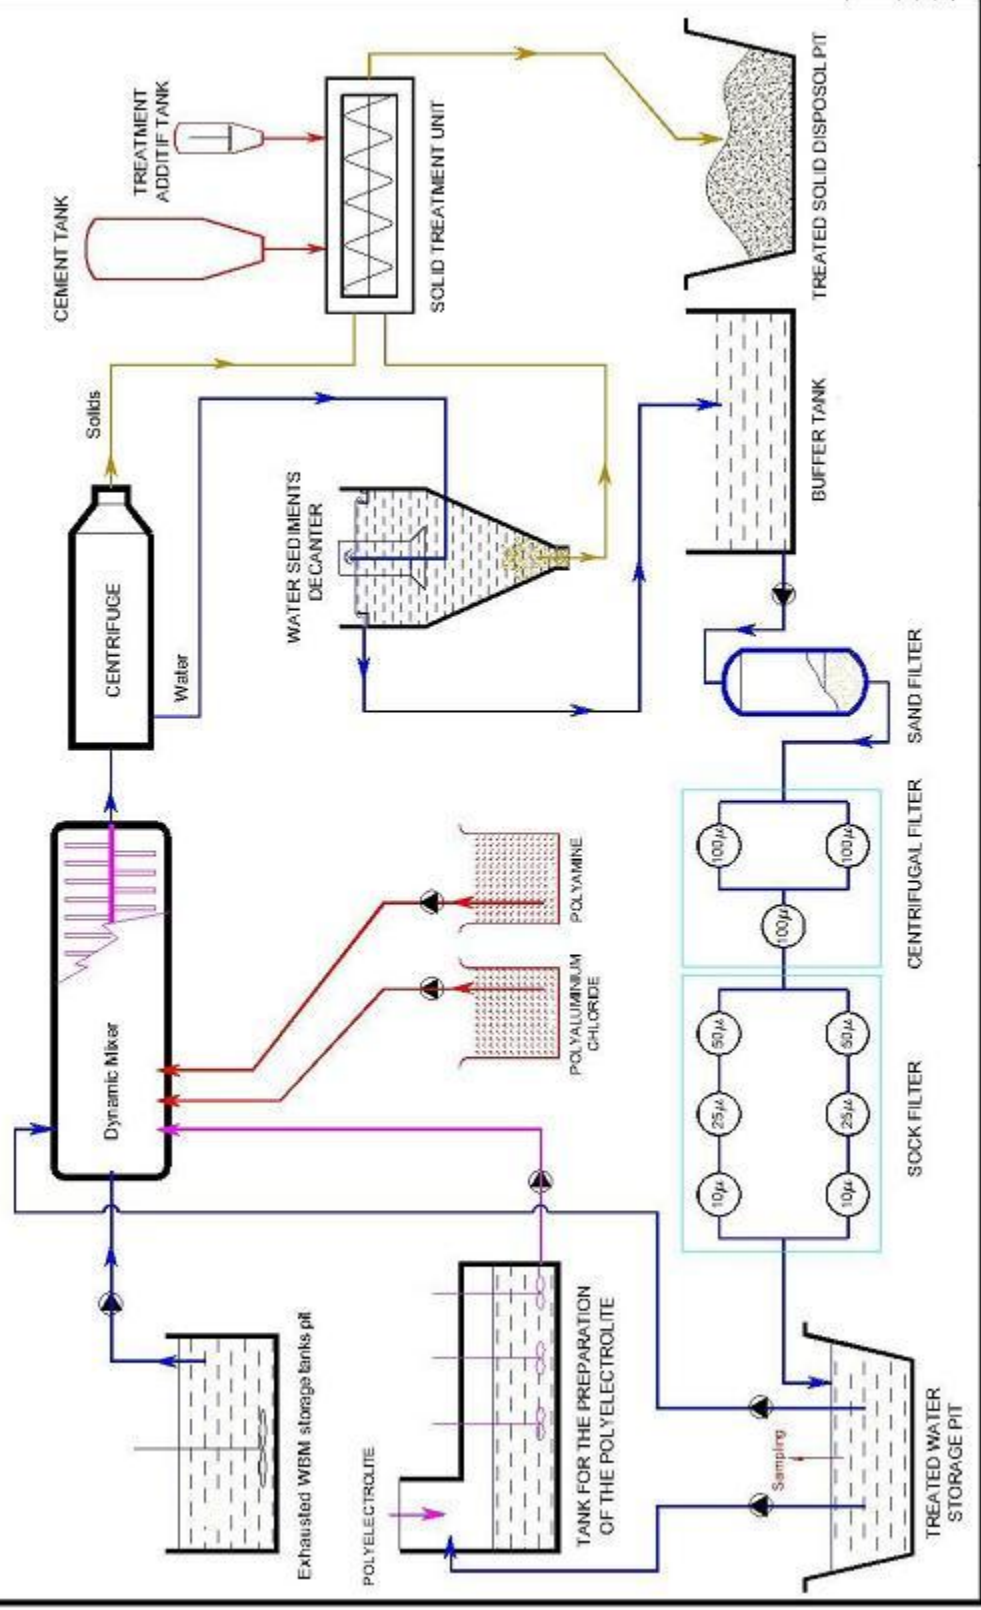 CEMENT TANK
TREATMENT
ADDITIF TANK
SOLID TREATMENT UNIT
TREATED SOLID DISPOSOL PIT
Solids
CENTRIFUGE
Water
WATER SEDIMENTS
DECANTER
BUFFER TANK
SAND FILTER
Dynamic Mixer
POLYAMINE
POLYALUMINIUM
CHLORIDE
100µ
100µ
100µ
CENTRIFUGAL FILTER
50µ
50µ
25µ
25µ
10µ
10µ
SOCK FILTER
Exhausted WBM storage tanks pit
POLYELECTROLITE
TANK FOR THE PREPARATION
OF THE POLYELECTROLITE
Sampling
TREATED WATER
STORAGE PIT